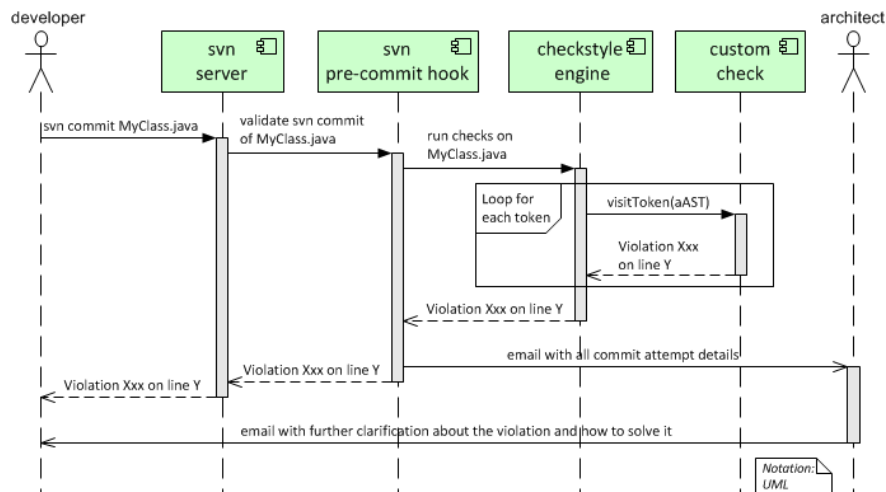 developer
architect
svn
server
svn
pre-commit hook
checkstyle
engine
custom
check
svn commit MyClass.java
validate svn commit
of MyClass.java
run checks on
MyClass.java
Loop for
each token
visitToken(aAST)
Violation Xxx
on line Y
Violation Xxx on line Y
email with all commit attempt details
Violation Xxx on line Y
Violation Xxx on line Y
email with further clarification about the violation and how to solve it
Notation:
UML